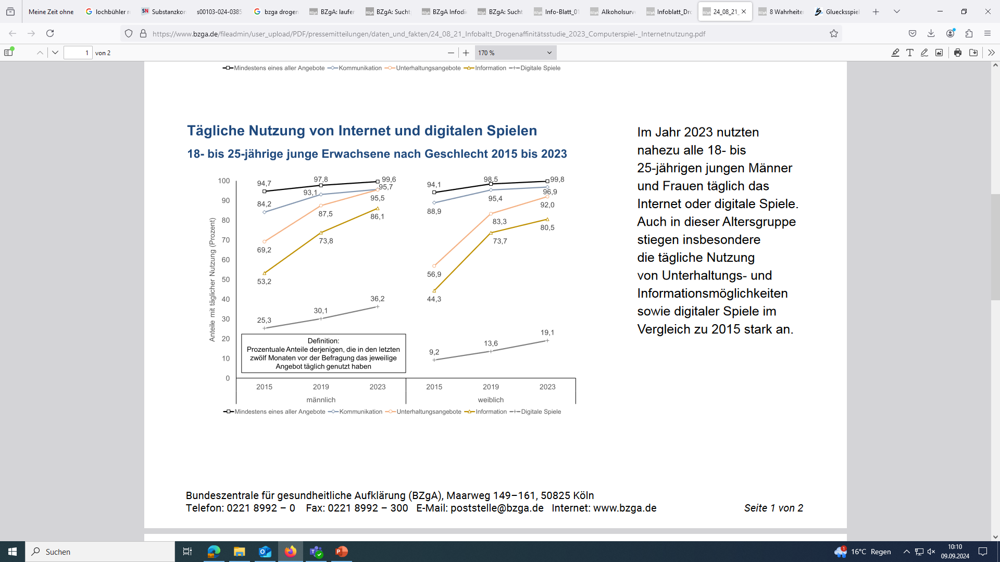 Meine Zeit ohne
lochbühler r
Substanzkon
s00103-024-0385
bzga drogen
BZgA: laufen
BZgA: Sucht
BZgA Infodie
BZgA: Sucht
Info-Blatt_01
Alkoholsurve
Infoblatt_Dro
24_08_21_
8 Wahrheiten
Gluecksspiel
https://www.bzga.de/fileadmin/user_upload/PDF/pressemitteilungen/daten_und_fakten/24_08_21_Infobaltt_Drogenaffinitätsstudie_2023_Computerspiel-_Internetnutzung.pdf
1 von 2
170 %
Mindestens eines aller Angebote Kommunikation Unterhaltungsangebote Information Digitale Spiele
Tägliche Nutzung von Internet und digitalen Spielen
18- bis 25-jährige junge Erwachsene nach Geschlecht 2015 bis 2023
Anteile mit täglicher Nutzung (Prozent)
100
90
80
70
60
50
40
30
20
10
0
94,7 97,8 99,6
84,2 93,1 95,7
69,2 87,5 95,5
53,2 73,8 86,1
25,3 30,1 36,2
94,1 98,5 99,8
88,9 95,4 96,9
56,9 83,3 92,0
44,3 73,7 80,5
9,2 13,6 19,1
Definition:
Prozentuale Anteile derjenigen, die in den letzten
zwölf Monaten vor der Befragung das jeweilige
Angebot täglich genutzt haben
2015 2019 2023 2015 2019 2023
männlich weiblich
Mindestens eines aller Angebote Kommunikation Unterhaltungsangebote Information Digitale Spiele
Im Jahr 2023 nutzten
nahezu alle 18- bis
25-jährigen jungen Männer
und Frauen täglich das
Internet oder digitale Spiele.
Auch in dieser Altersgruppe
stiegen insbesondere
die tägliche Nutzung
von Unterhaltungs- und
Informationsmöglichkeiten
sowie digitaler Spiele im
Vergleich zu 2015 stark an.
Bundeszentrale für gesundheitliche Aufklärung (BZgA), Maarweg 149–161, 50825 Köln
Telefon: 0221 8992 – 0 Fax: 0221 8992 – 300 E-Mail: poststelle@bzga.de Internet: www.bzga.de
Seite 1 von 2
Suchen
16°C Regen
10:10
09.09.2024